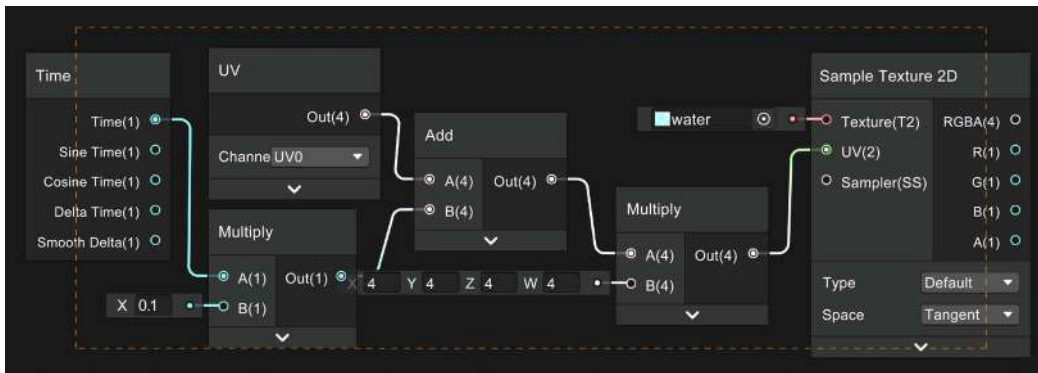 Time
Time(1)
Sine Time(1)
Cosine Time(1)
Delta Time(1)
Smooth Delta(1)
UV
Out(4)
Channe UV0
Multiply
A(1) Out(1)
B(1)
X 0.1
Add
A(4) Out(4)
B(4)
X 4 Y 4 Z 4 W 4
Multiply
A(4) Out(4)
B(4)
water
Sample Texture 2D
Texture(T2) RGBA(4)
UV(2) R(1)
Sampler(SS) G(1)
B(1)
A(1)
Type Default
Space Tangent